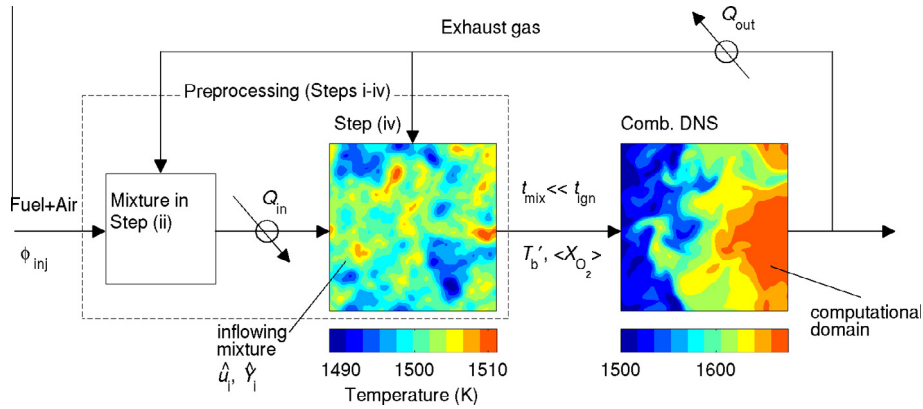 Q_out
Exhaust gas
Preprocessing (Steps i-iv)
Step (iv)
Comb. DNS
Fuel+Air
Mixture in
Step (ii)
Q_in
t_mix << t_ign
ϕ_inj
T_b′, <X_O₂>
inflowing
mixture
û_i, Ŷ_i
computational
domain
1490 1500 1510
1500 1600
Temperature (K)